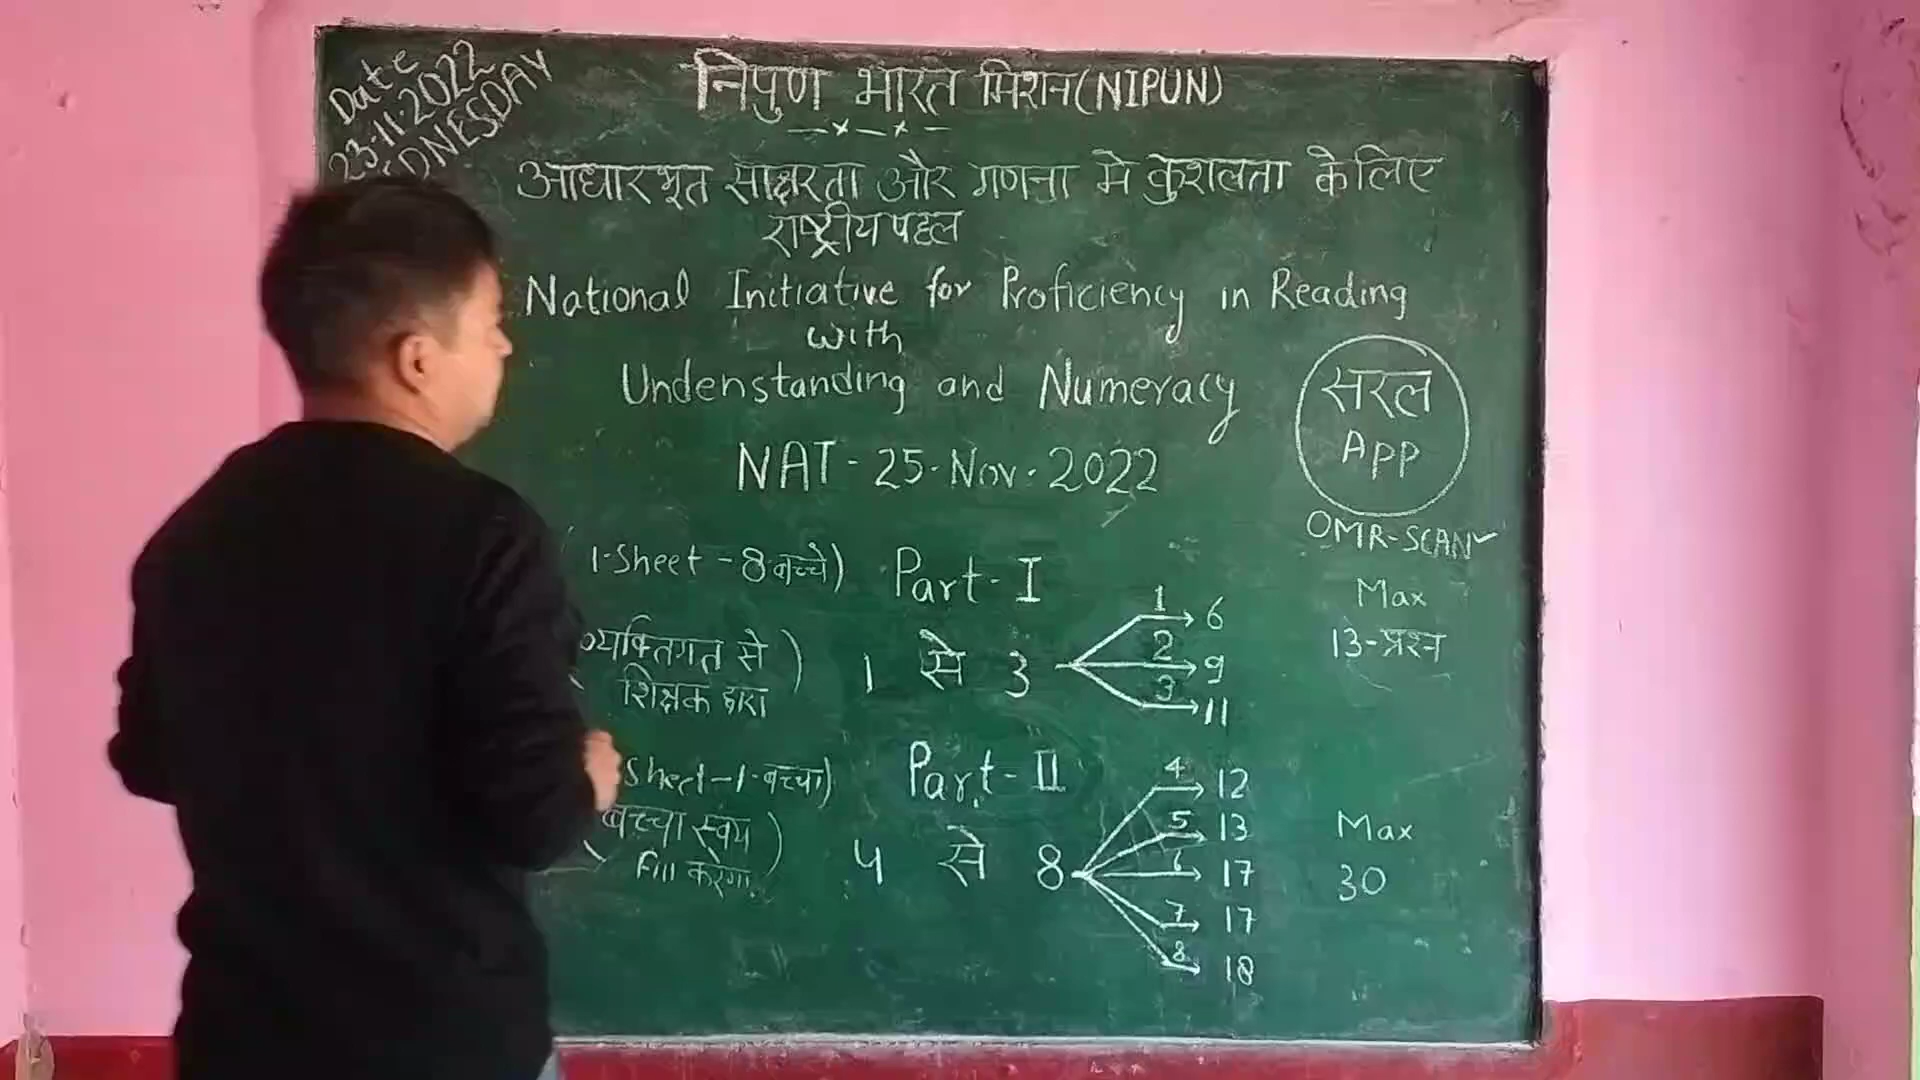 Date
23.11.2022
निपुण भारत मिशन (NIPUN)
आधारभूत साक्षरता और गणना मे कुशलता के लिए
राष्ट्रीय पहल
National Initiative for Proficiency in Reading
with
Undenstanding and Numeracy
NAT - 25 - Nov - 2022
सरल
App
OMR-SCAN
(1-Sheet - 8 बच्चे) Part-I
Max
13-प्रश्न
व्यक्तिगत से)
शिक्षक द्वारा
1 से 3
1 6
2 9
3 11
Sheet-1-बच्चा) Part-II
बच्चा स्वयं)
Fill करेगा
4 से 8
4 12
5 13
6 17
7 17
8 18
Max
30